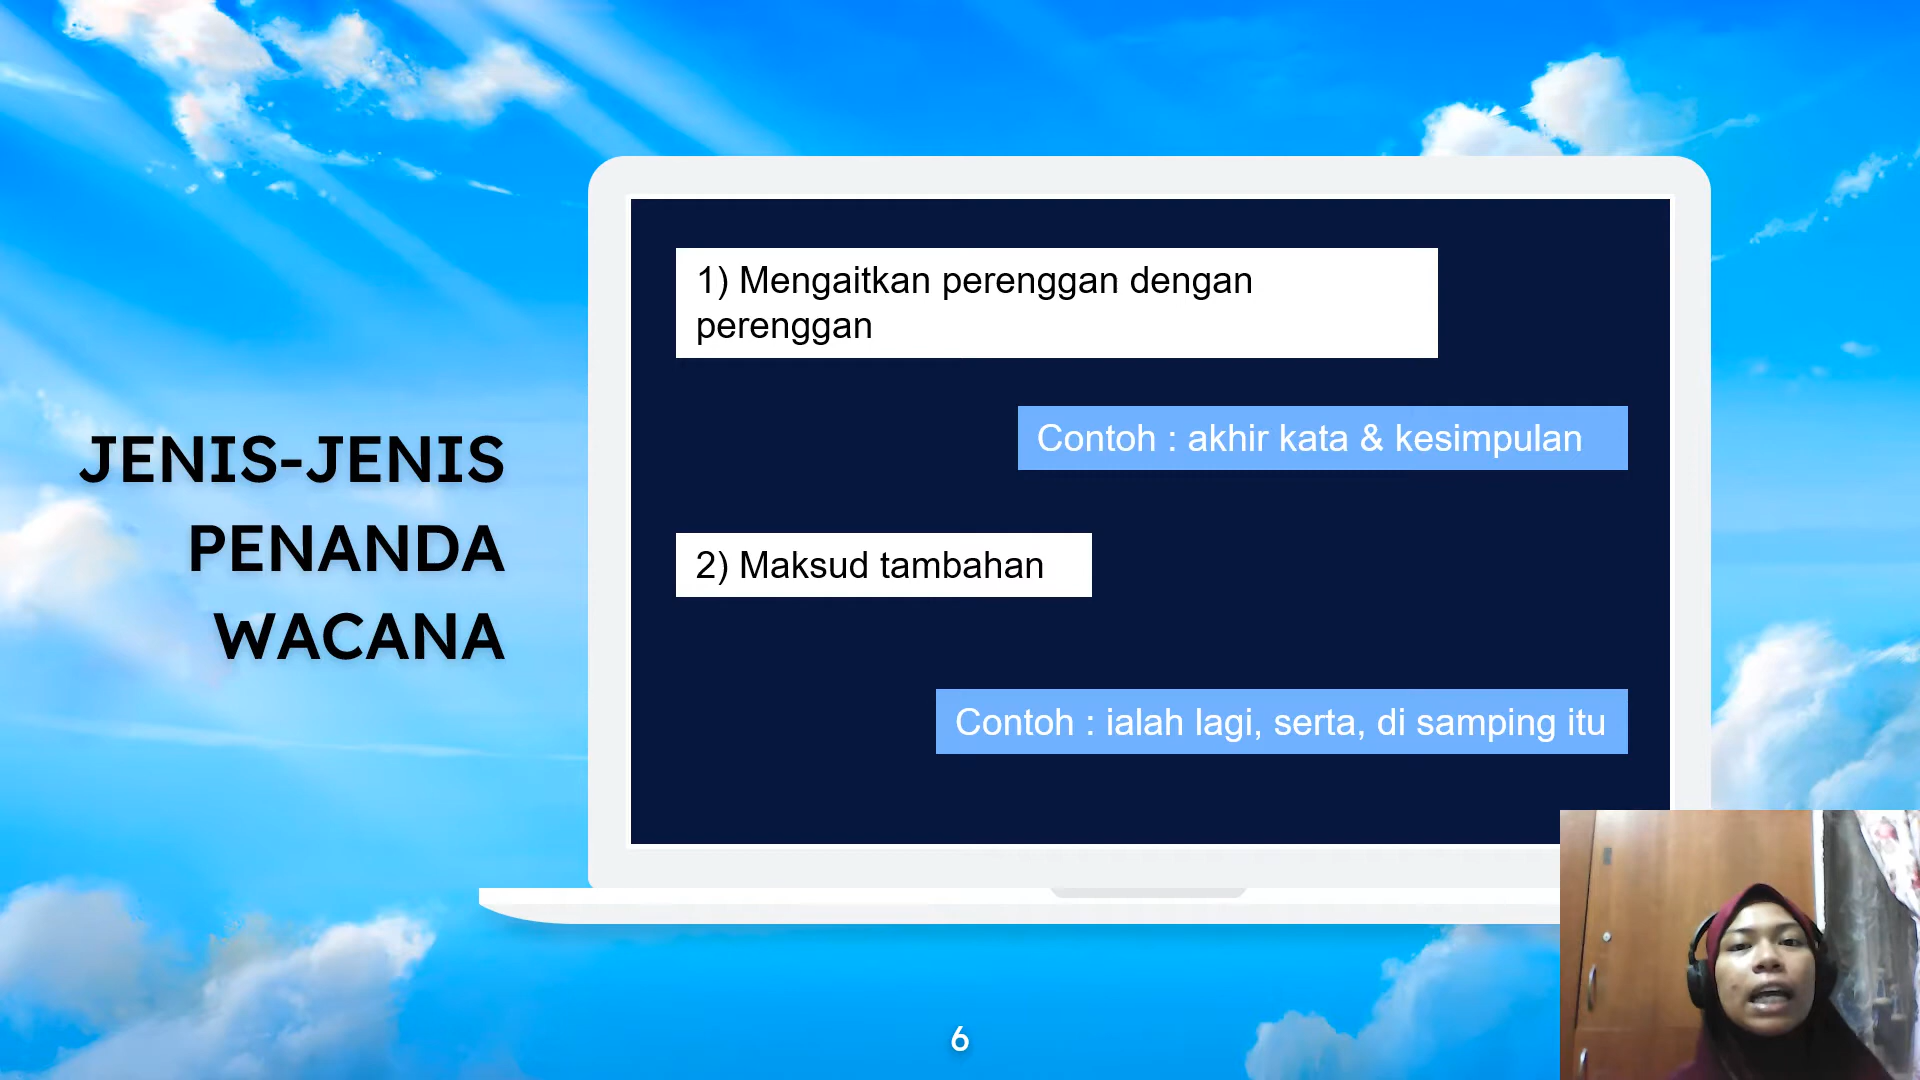 JENIS-JENIS
PENANDA
WACANA
1) Mengaitkan perenggan dengan
perenggan
Contoh : akhir kata & kesimpulan
2) Maksud tambahan
Contoh : ialah lagi, serta, di samping itu
6